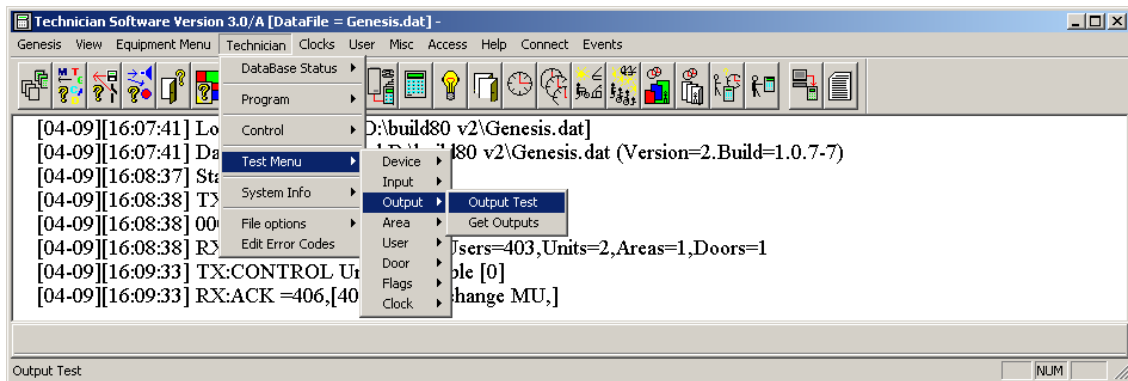 Technician Software Version 3.0/A [DataFile = Genesis.dat] -
Genesis View Equipment Menu Technician Clocks User Misc Access Help Connect Events
DataBase Status
Program
Control
Test Menu
System Info
File options
Edit Error Codes
Device
Input
Output
Area
User
Door
Flags
Clock
Output Test
Get Outputs
[04-09][16:07:41] Lo D:\build80 v2\Genesis.dat]
[04-09][16:07:41] Da 80 v2\Genesis.dat (Version=2.Build=1.0.7-7)
[04-09][16:08:37] Sta
[04-09][16:08:38] TX
[04-09][16:08:38] 00
[04-09][16:08:38] RX Users=403,Units=2,Areas=1,Doors=1
[04-09][16:09:33] TX:CONTROL Un ble [0]
[04-09][16:09:33] RX:ACK =406,[40 hange MU,]
Output Test NUM